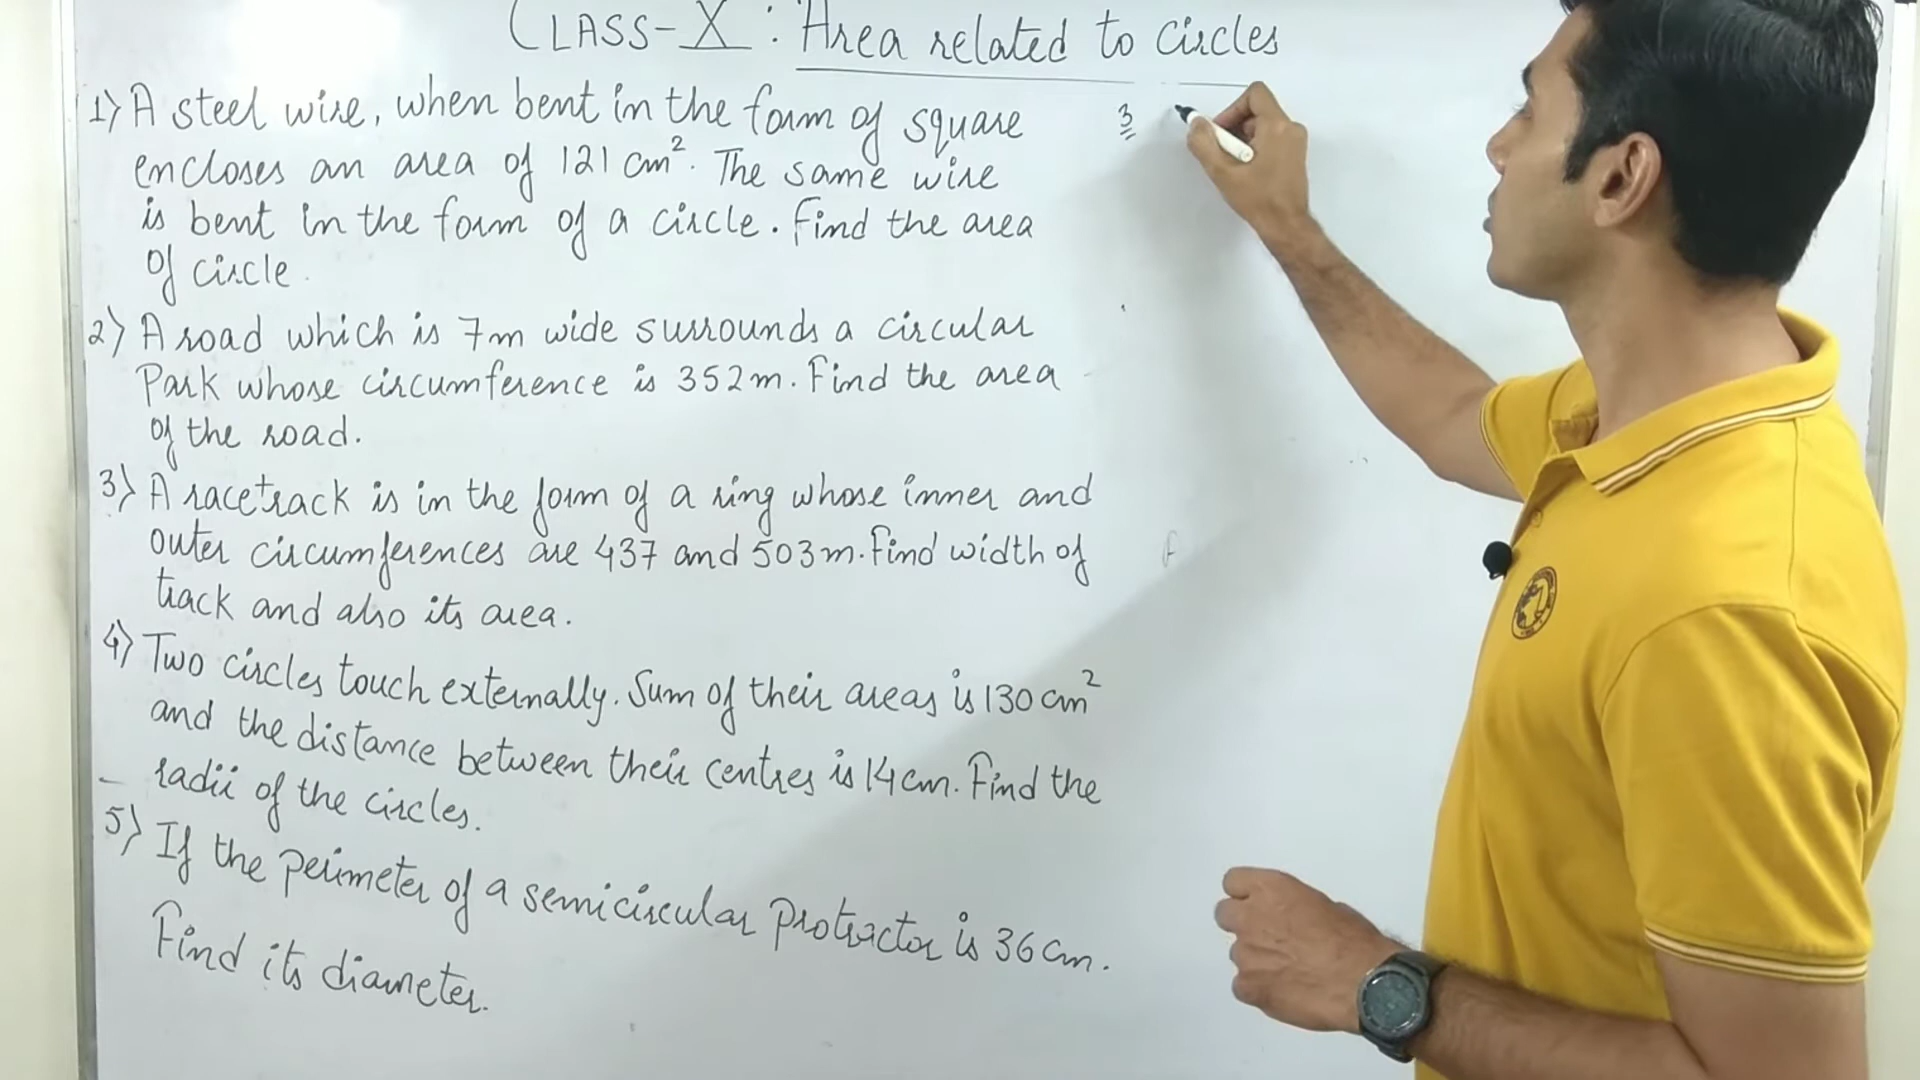 CLASS-X : Area related to circles
1) A steel wire, when bent in the form of square
encloses an area of 121 cm². The same wire
is bent in the form of a circle. Find the area
of circle.
2) A road which is 7m wide surrounds a circular
Park whose circumference is 352m. Find the area
of the road.
3) A racetrack is in the form of a ring whose inner and
outer circumferences are 437 and 503m. Find width of
track and also its area.
4) Two circles touch externally. Sum of their areas is 130 cm²
and the distance between their centres is 14 cm. Find the
radii of the circles.
5) If the perimeter of a semicircular protractor is 36 cm.
Find its diameter.
3